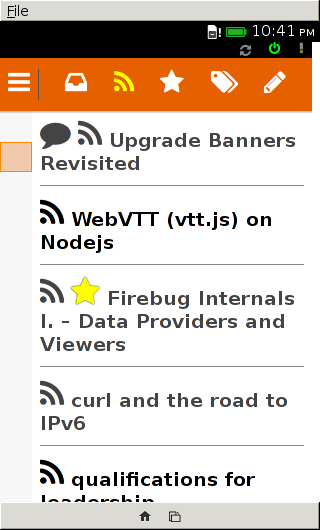 File
10:41 PM
Upgrade Banners
Revisited
WebVTT (vtt.js) on
Nodejs
Firebug Internals
I. – Data Providers and
Viewers
curl and the road to
IPv6
qualifications for
leadership